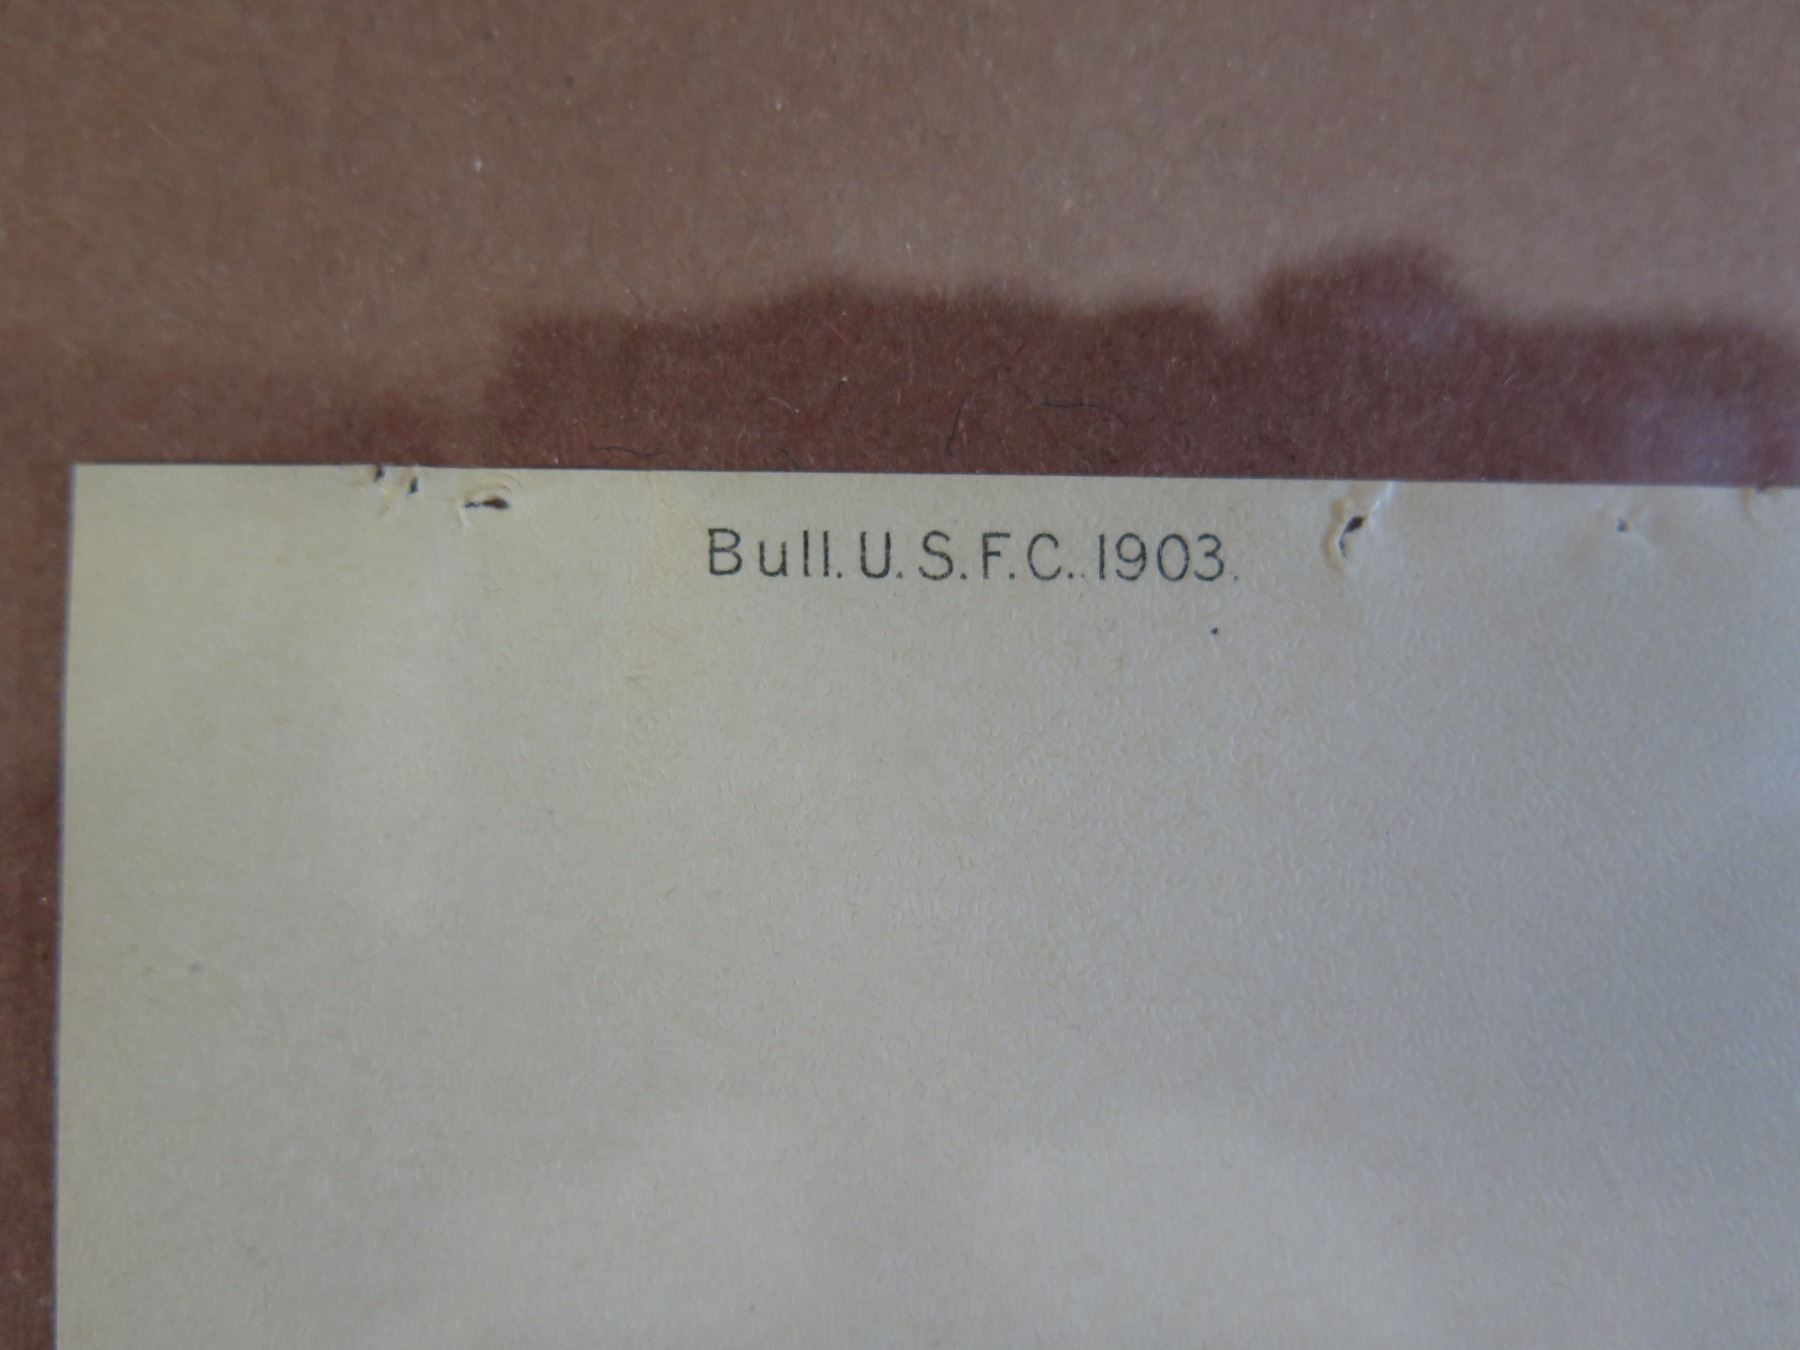 Bull. U. S. F. C. 1903.